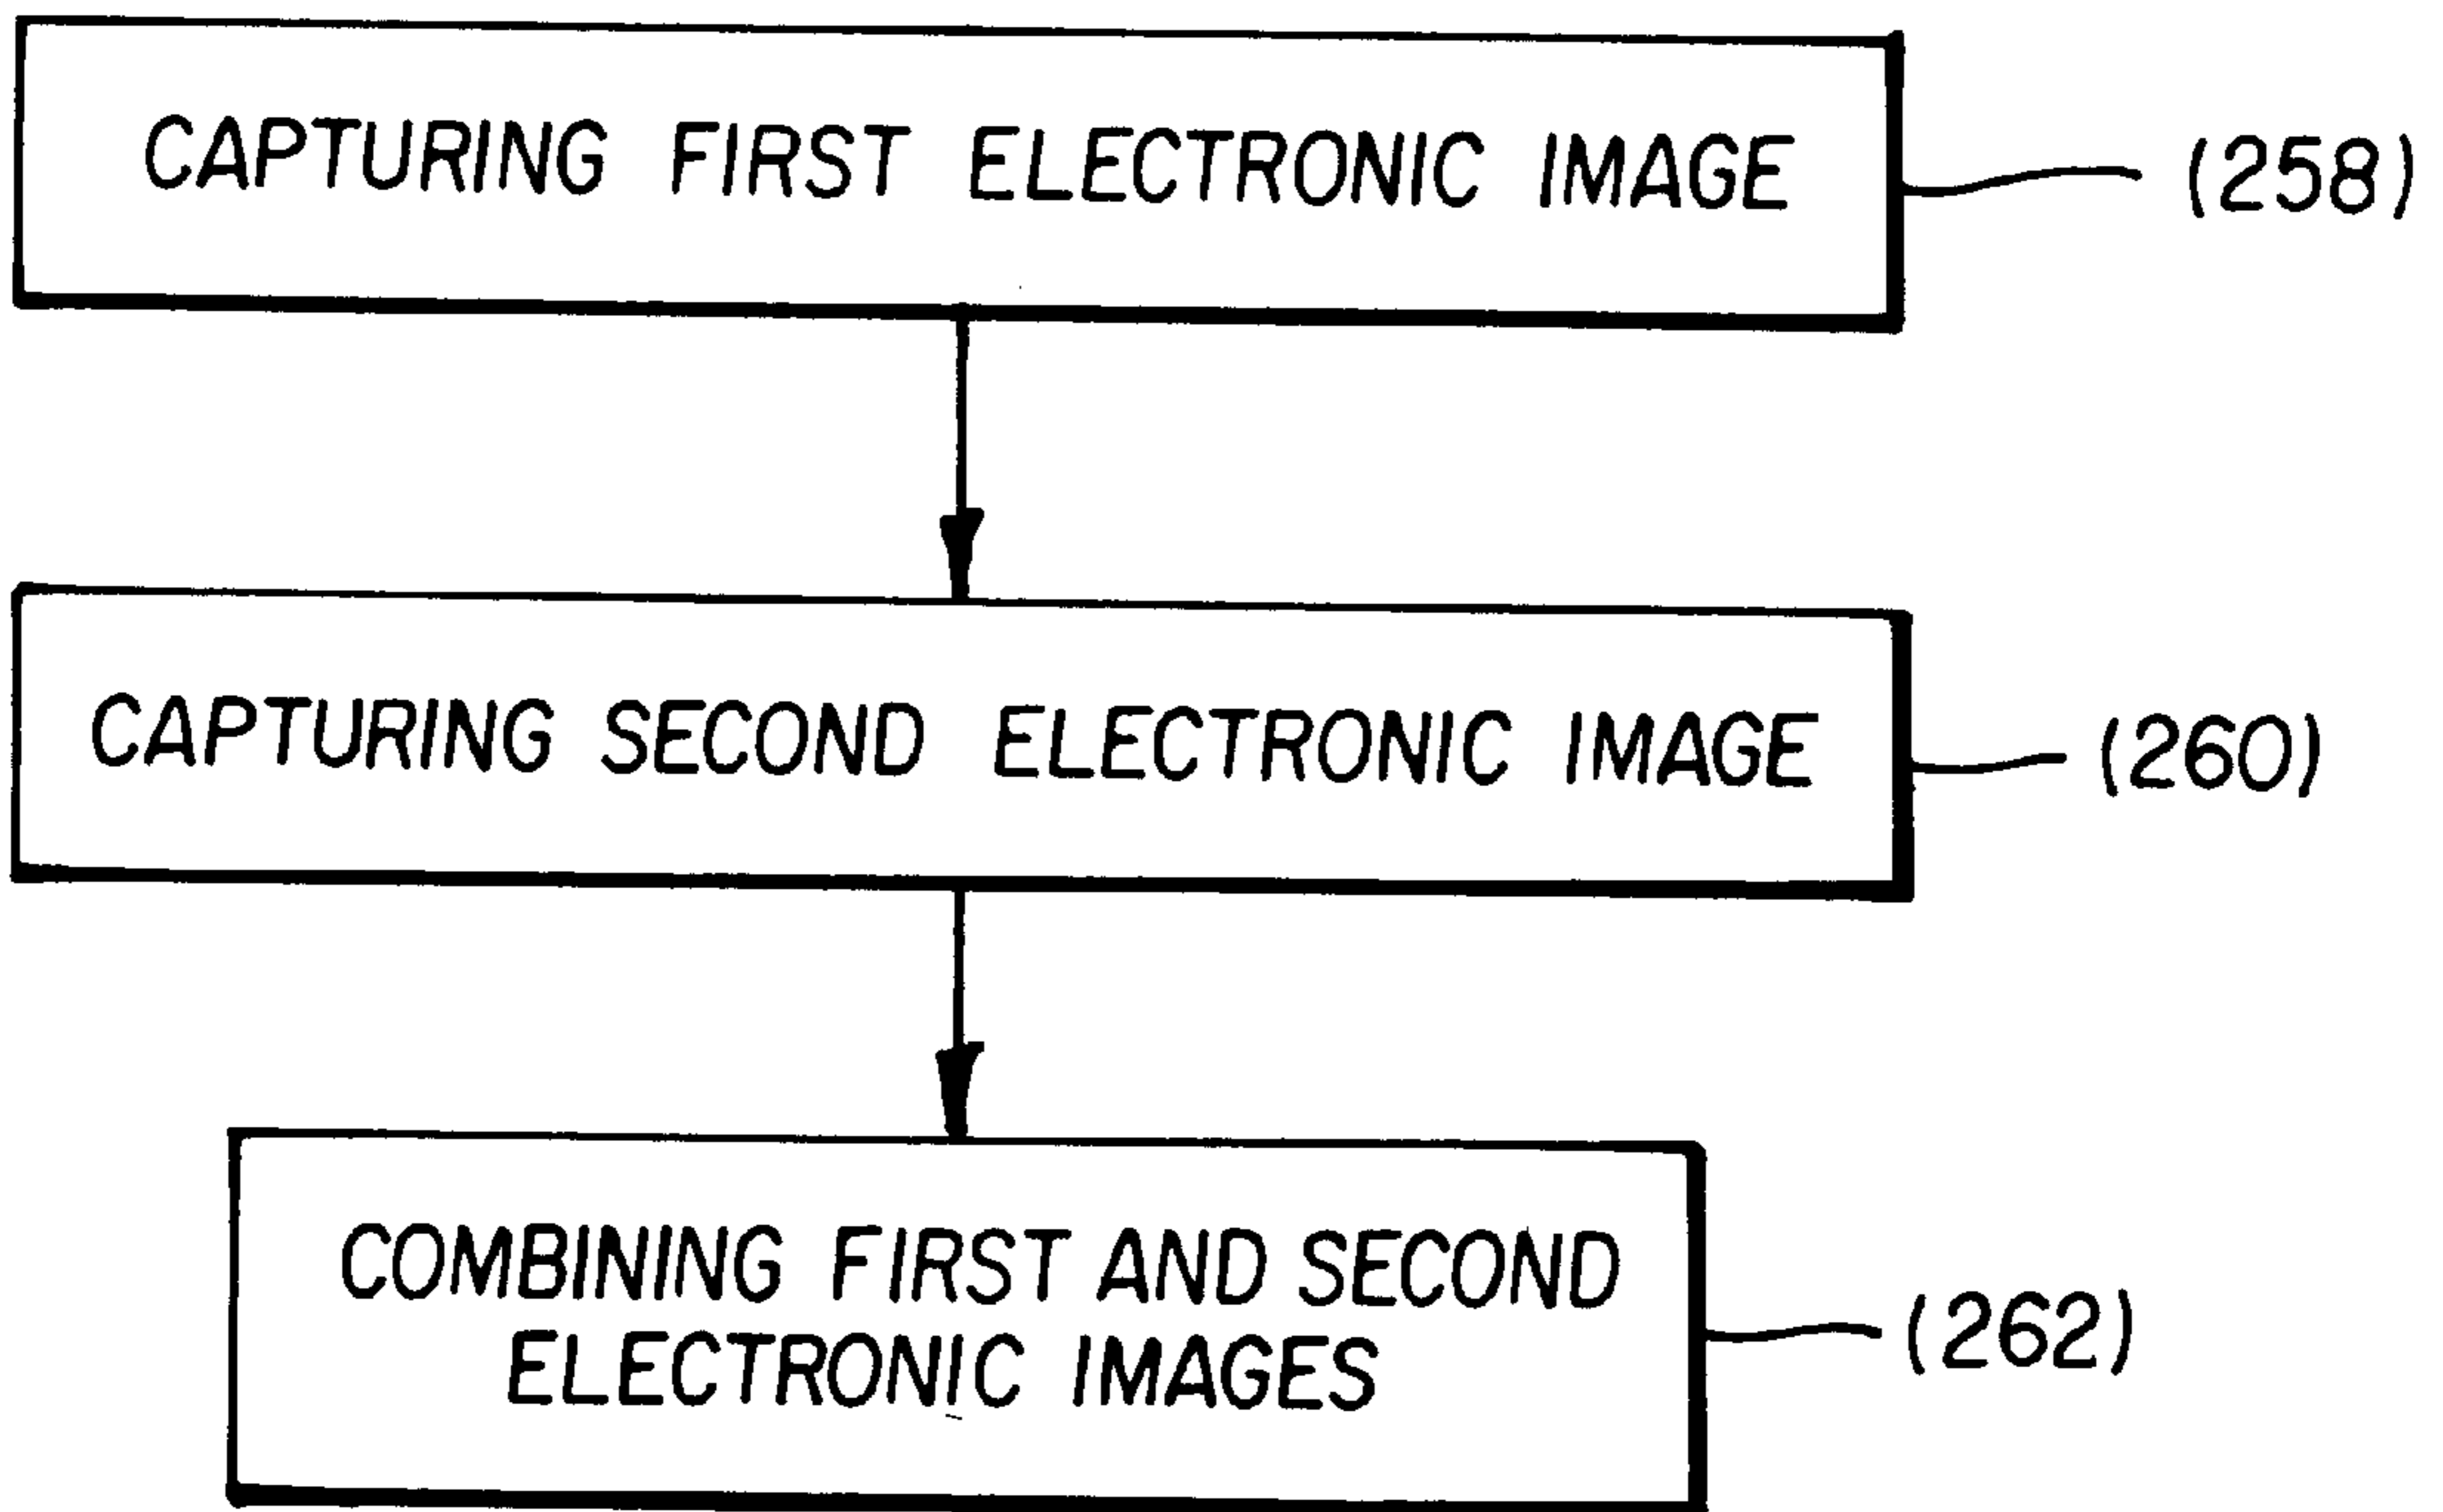 CAPTURING FIRST ELECTRONIC IMAGE (258)
CAPTURING SECOND ELECTRONIC IMAGE (260)
COMBINING FIRST AND SECOND
ELECTRONIC IMAGES
(262)